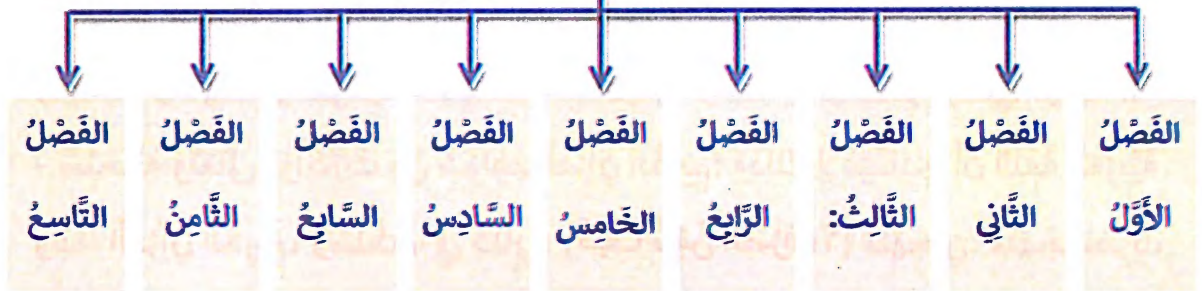 الفَصْلُ الأَوَّلُ
الفَصْلُ الثَّانِي
الفَصْلُ الثَّالِثُ:
الفَصْلُ الرَّابِعُ
الفَصْلُ الخَامِسُ
الفَصْلُ السَّادِسُ
الفَصْلُ السَّابِعُ
الفَصْلُ الثَّامِنُ
الفَصْلُ التَّاسِعُ